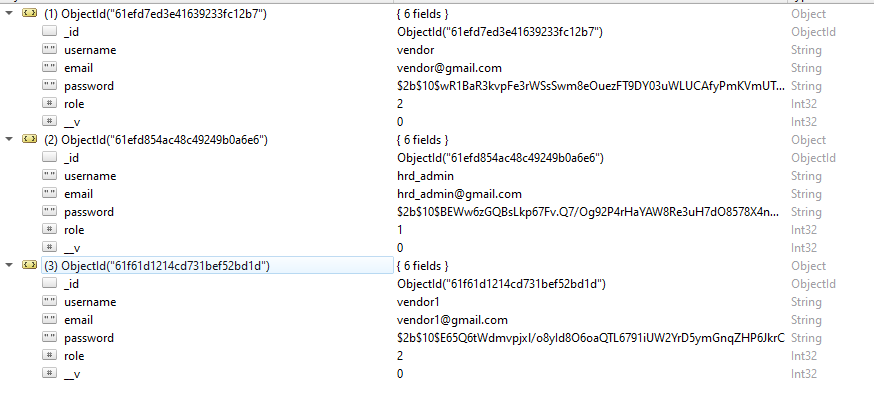 (1) ObjectId("61efd7ed3e41639233fc12b7") { 6 fields } Object
_id ObjectId("61efd7ed3e41639233fc12b7") ObjectId
"" username vendor String
"" email vendor@gmail.com String
"" password $2b$10$wR1BaR3kvpFe3rWSsSwm8eOuezFT9DY03uWLUCAfyPmKVmUT... String
# role 2 Int32
# __v 0 Int32
(2) ObjectId("61efd854ac48c49249b0a6e6") { 6 fields } Object
_id ObjectId("61efd854ac48c49249b0a6e6") ObjectId
"" username hrd_admin String
"" email hrd_admin@gmail.com String
"" password $2b$10$BEWw6zGQBsLkp67Fv.Q7/Og92P4rHaYAW8Re3uH7dO8578X4n... String
# role 1 Int32
# __v 0 Int32
(3) ObjectId("61f61d1214cd731bef52bd1d") { 6 fields } Object
_id ObjectId("61f61d1214cd731bef52bd1d") ObjectId
"" username vendor1 String
"" email vendor1@gmail.com String
"" password $2b$10$E65Q6tWdmvpjxI/o8yld8O6oaQTL6791iUW2YrD5ymGnqZHP6JkrC String
# role 2 Int32
# __v 0 Int32